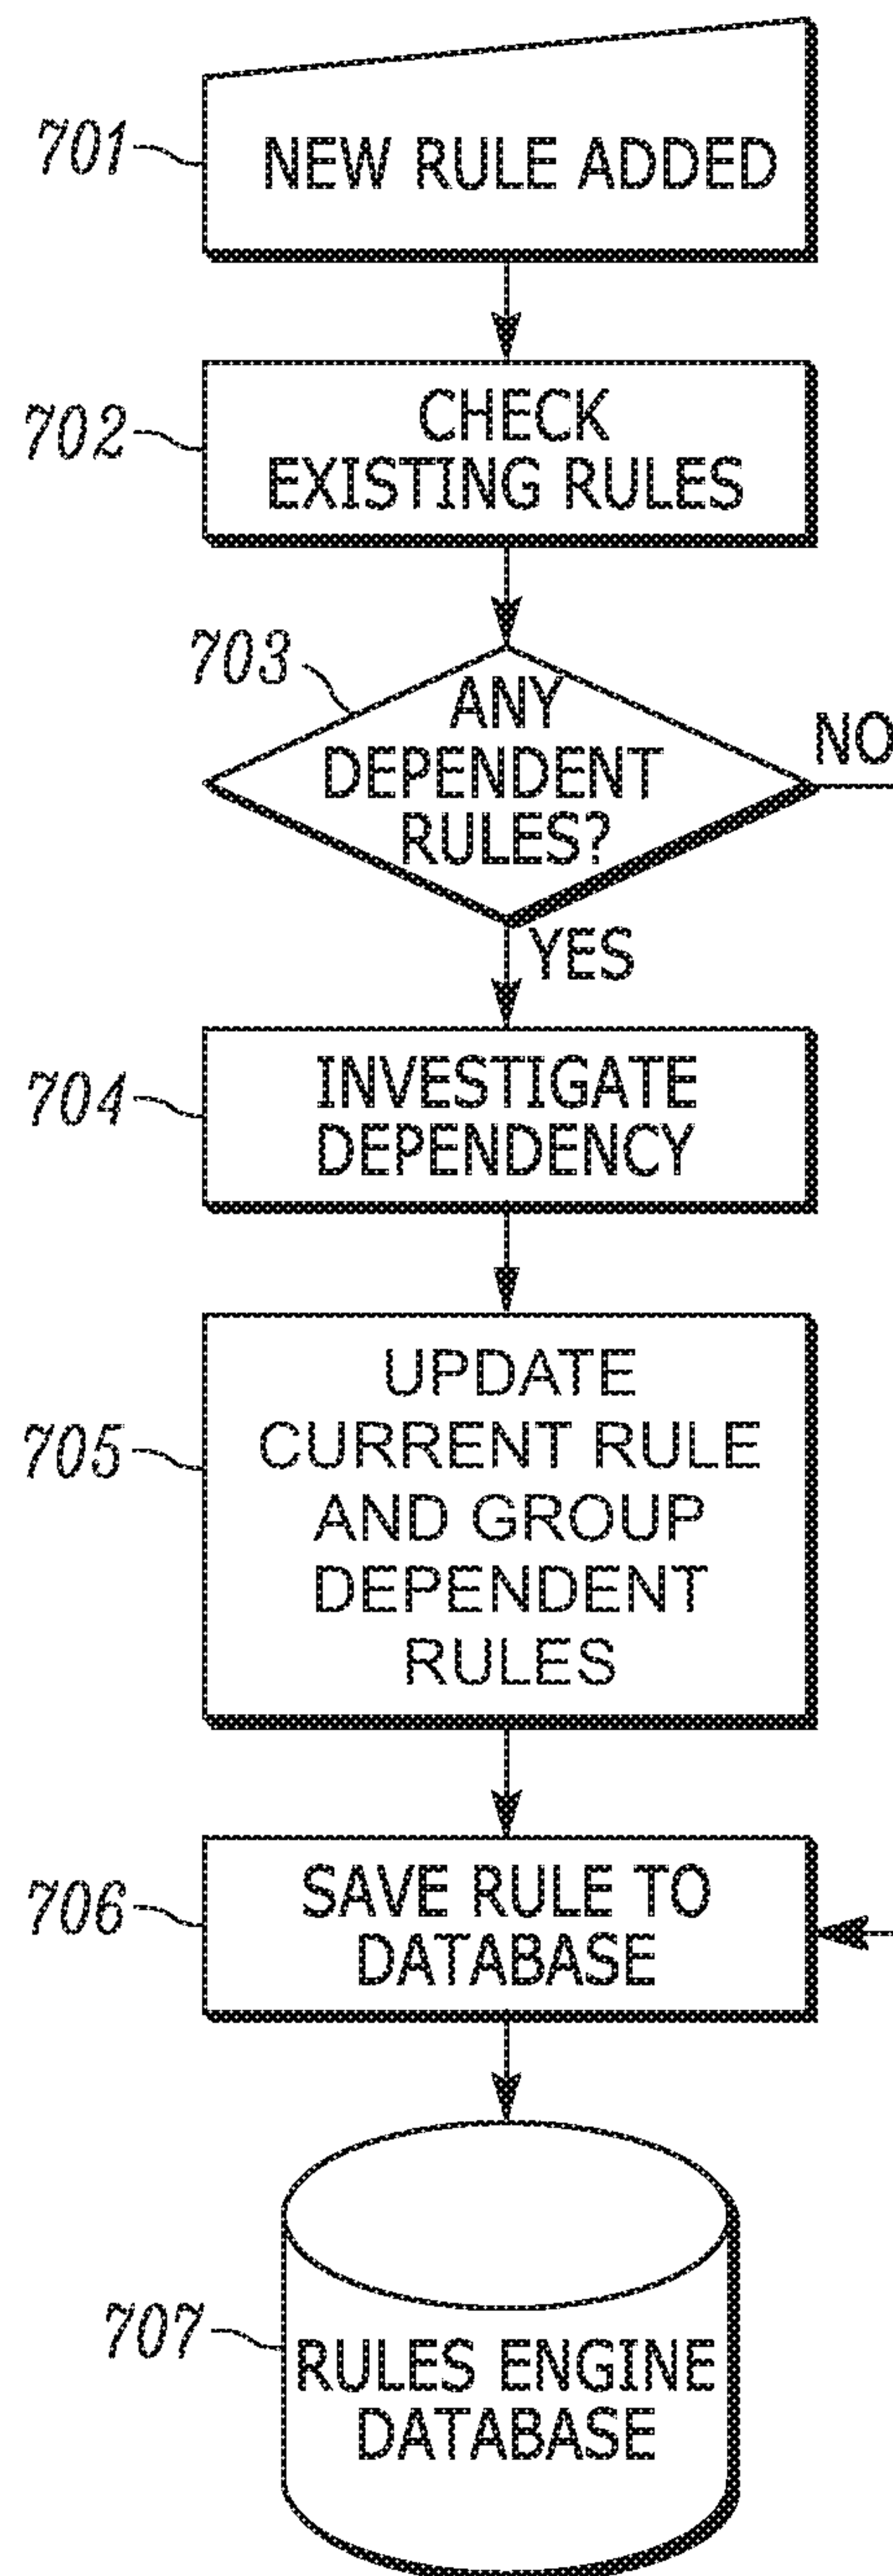 701
NEW RULE ADDED
702
CHECK
EXISTING RULES
703
ANY
DEPENDENT
RULES?
NO
YES
704
INVESTIGATE
DEPENDENCY
705
UPDATE
CURRENT RULE
AND GROUP
DEPENDENT
RULES
706
SAVE RULE TO
DATABASE
707
RULES ENGINE
DATABASE